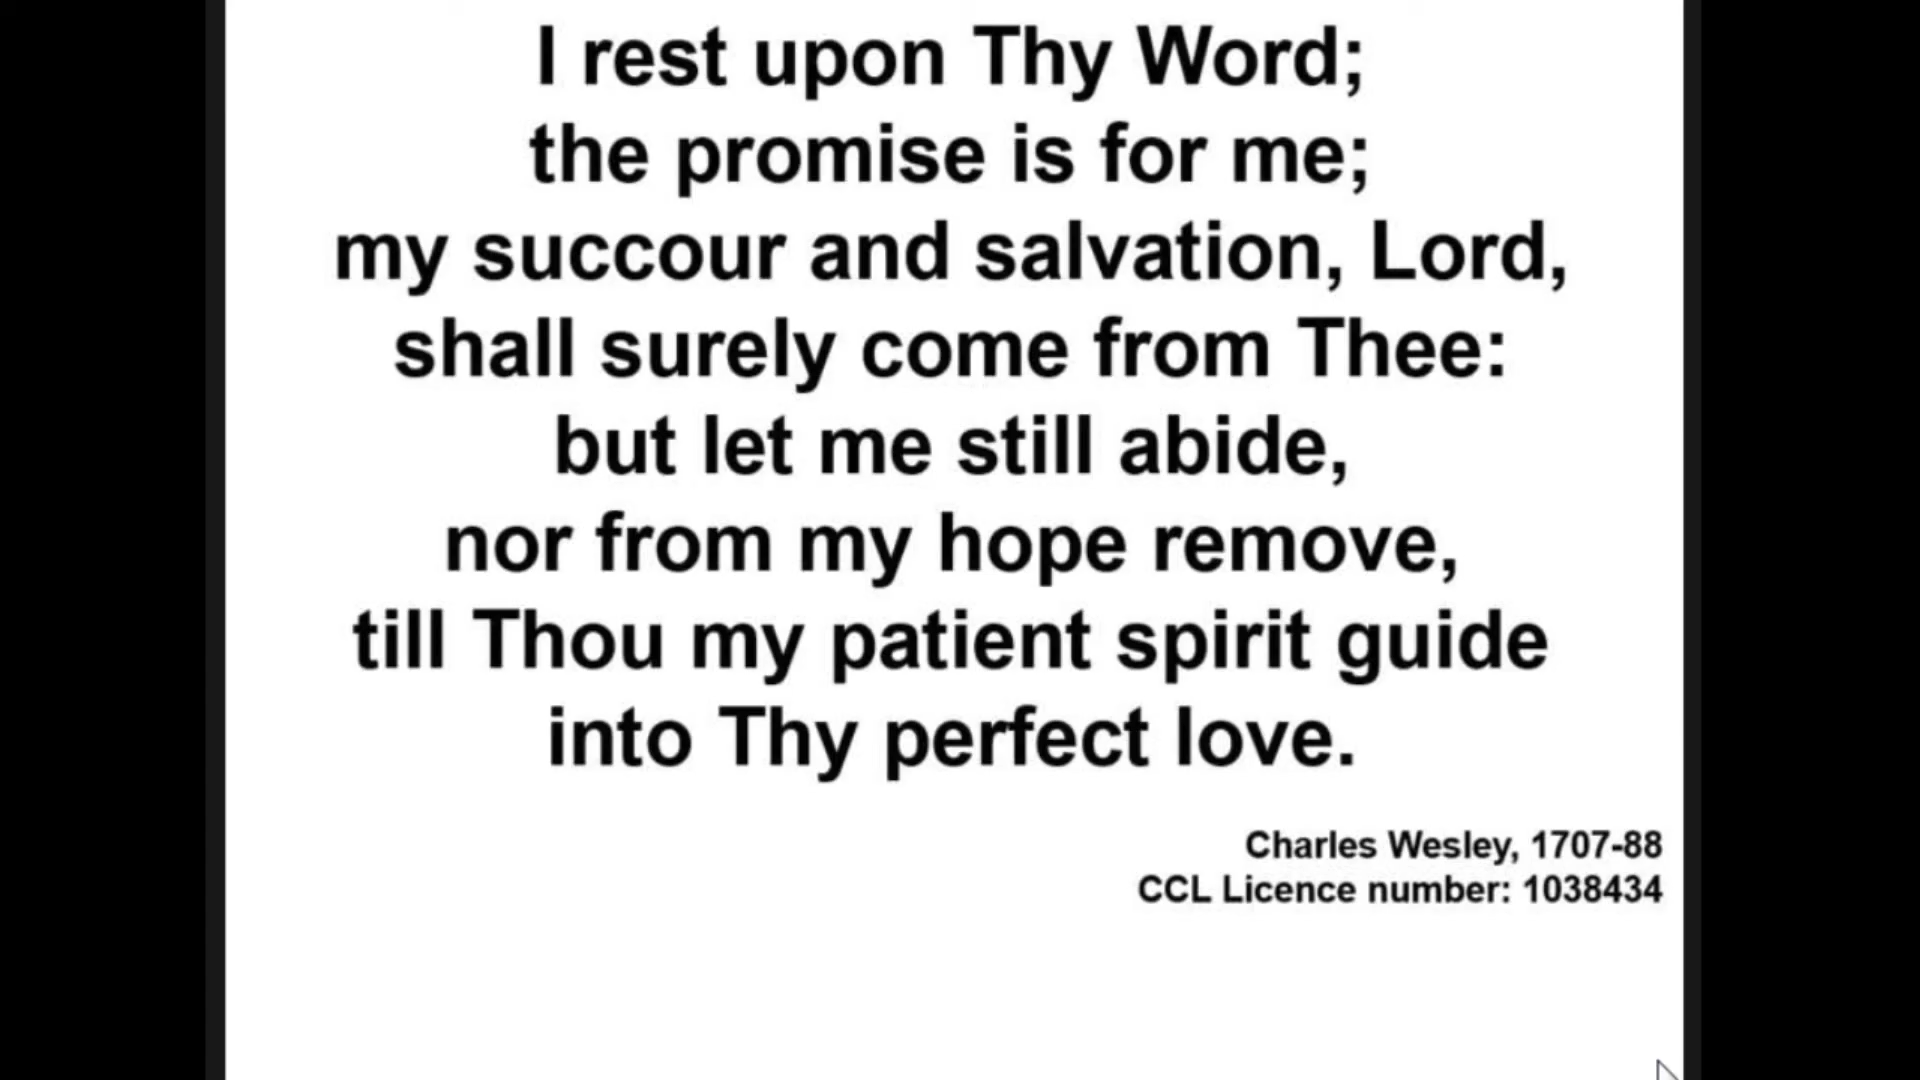 I rest upon Thy Word;
the promise is for me;
my succour and salvation, Lord,
shall surely come from Thee:
but let me still abide,
nor from my hope remove,
till Thou my patient spirit guide
into Thy perfect love.
Charles Wesley, 1707-88
CCL Licence number: 1038434